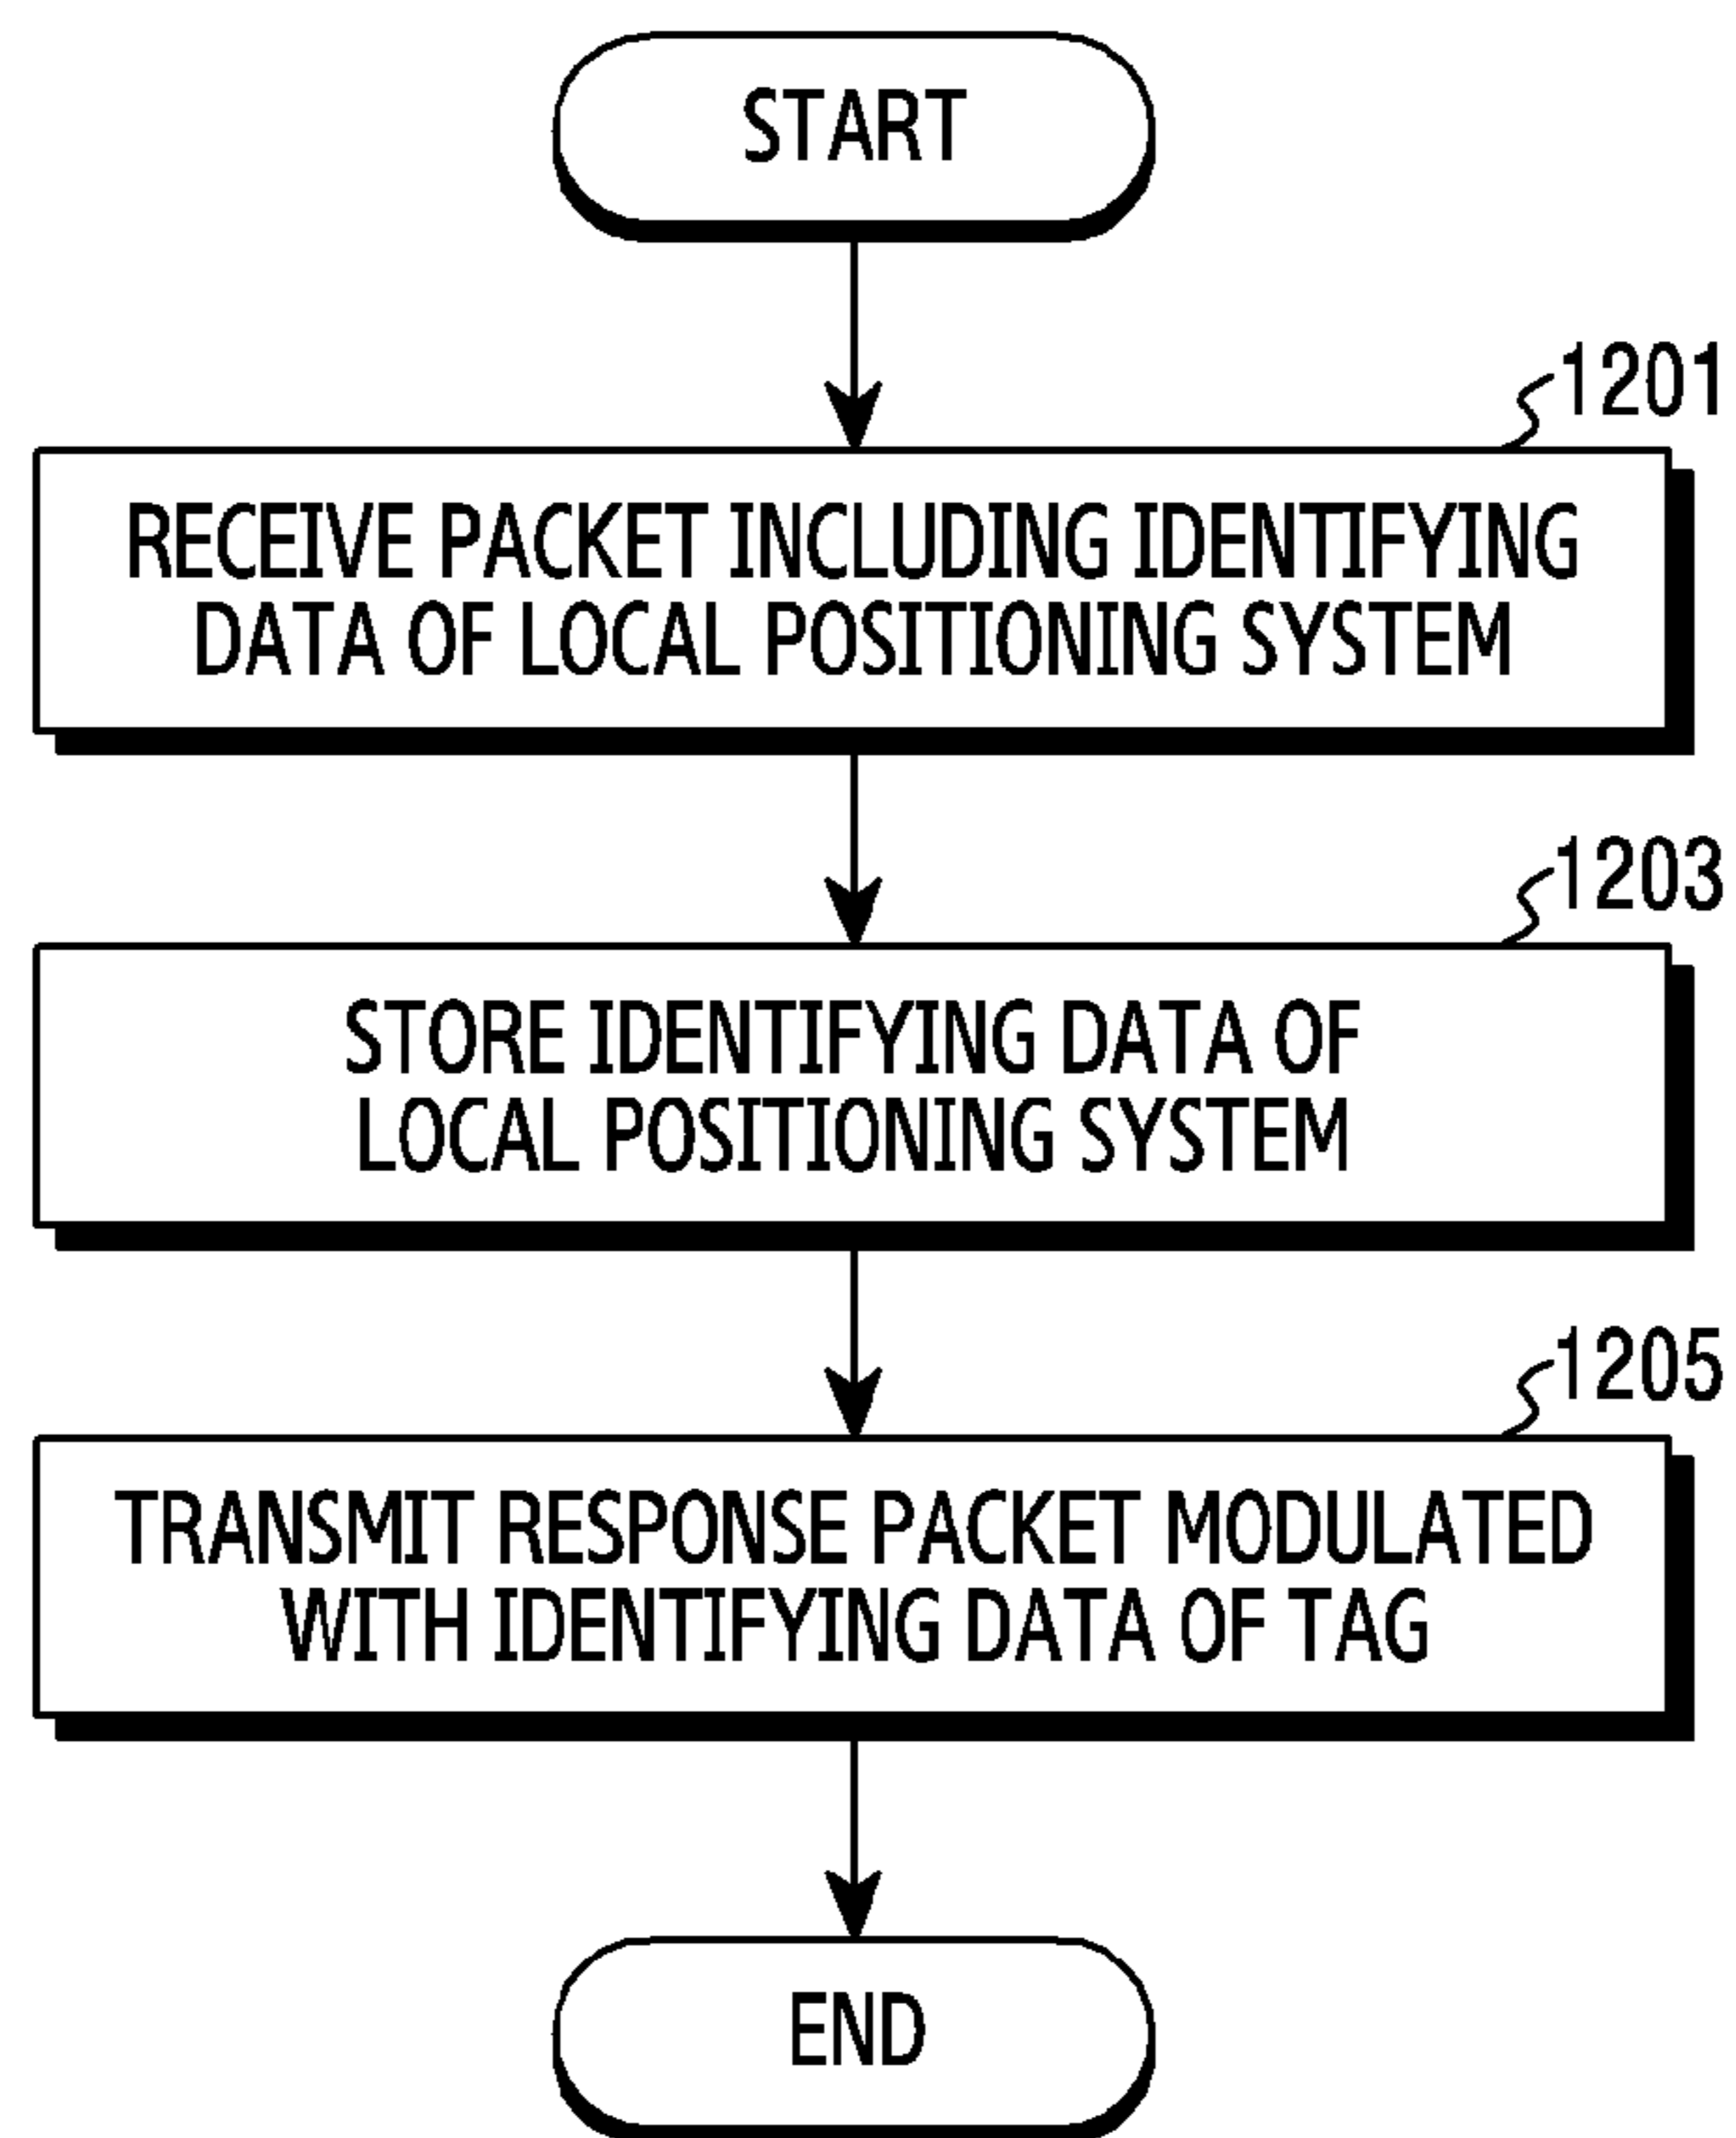 START
1201
RECEIVE PACKET INCLUDING IDENTIFYING
DATA OF LOCAL POSITIONING SYSTEM
1203
STORE IDENTIFYING DATA OF
LOCAL POSITIONING SYSTEM
1205
TRANSMIT RESPONSE PACKET MODULATED
WITH IDENTIFYING DATA OF TAG
END